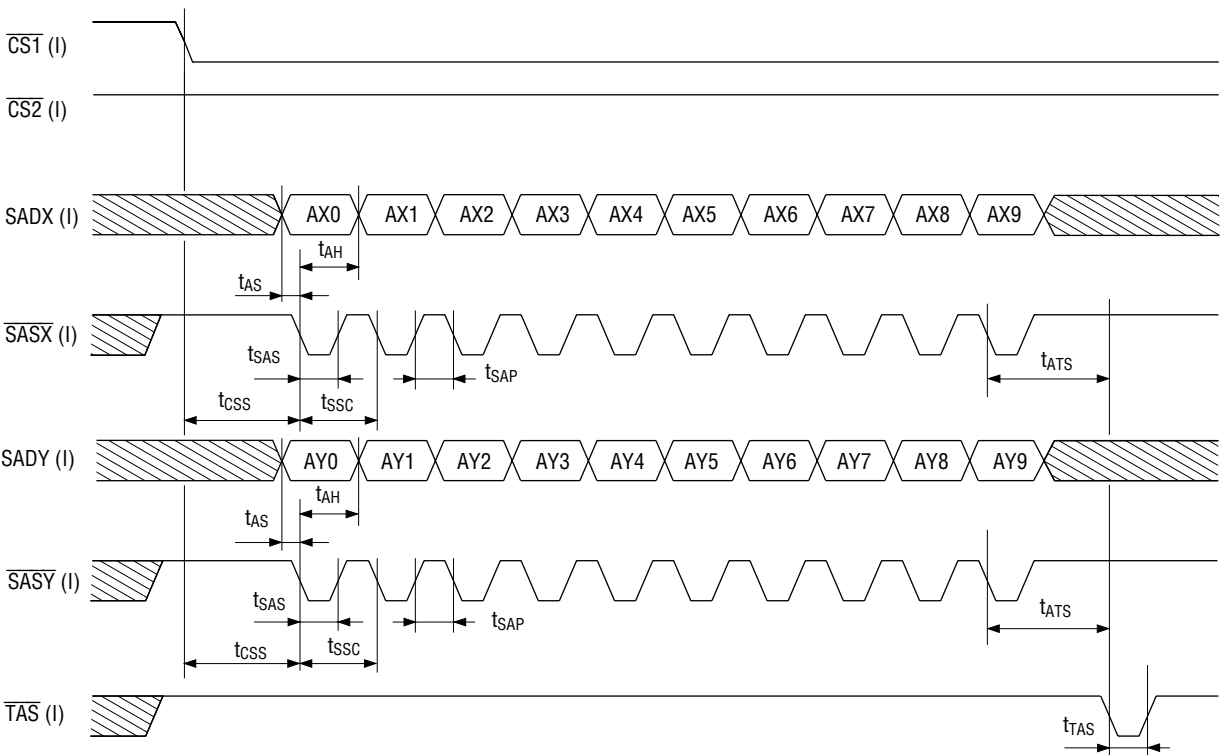 CS1 (I)
CS2 (I)
SADX (I) AX0 AX1 AX2 AX3 AX4 AX5 AX6 AX7 AX8 AX9
tAH
tAS
SASX (I)
tSAS tSAP tATS
tCSS tSSC
SADY (I) AY0 AY1 AY2 AY3 AY4 AY5 AY6 AY7 AY8 AY9
tAH
tAS
SASY (I)
tSAS tSAP tATS
tCSS tSSC
TAS (I)
tTAS